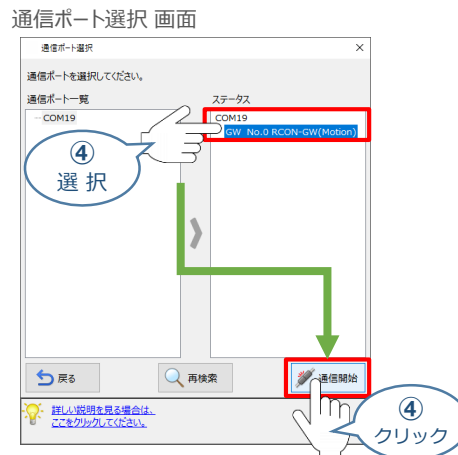 通信ポート選択 画面
通信ポート選択
通信ポートを選択してください。
通信ポート一覧
ステータス
COM19
COM19
GW No.0 RCON-GW(Motion)
④
選 択
戻る
再検索
通信開始
詳しい説明を見る場合は、
ここをクリックしてください。
④
クリック